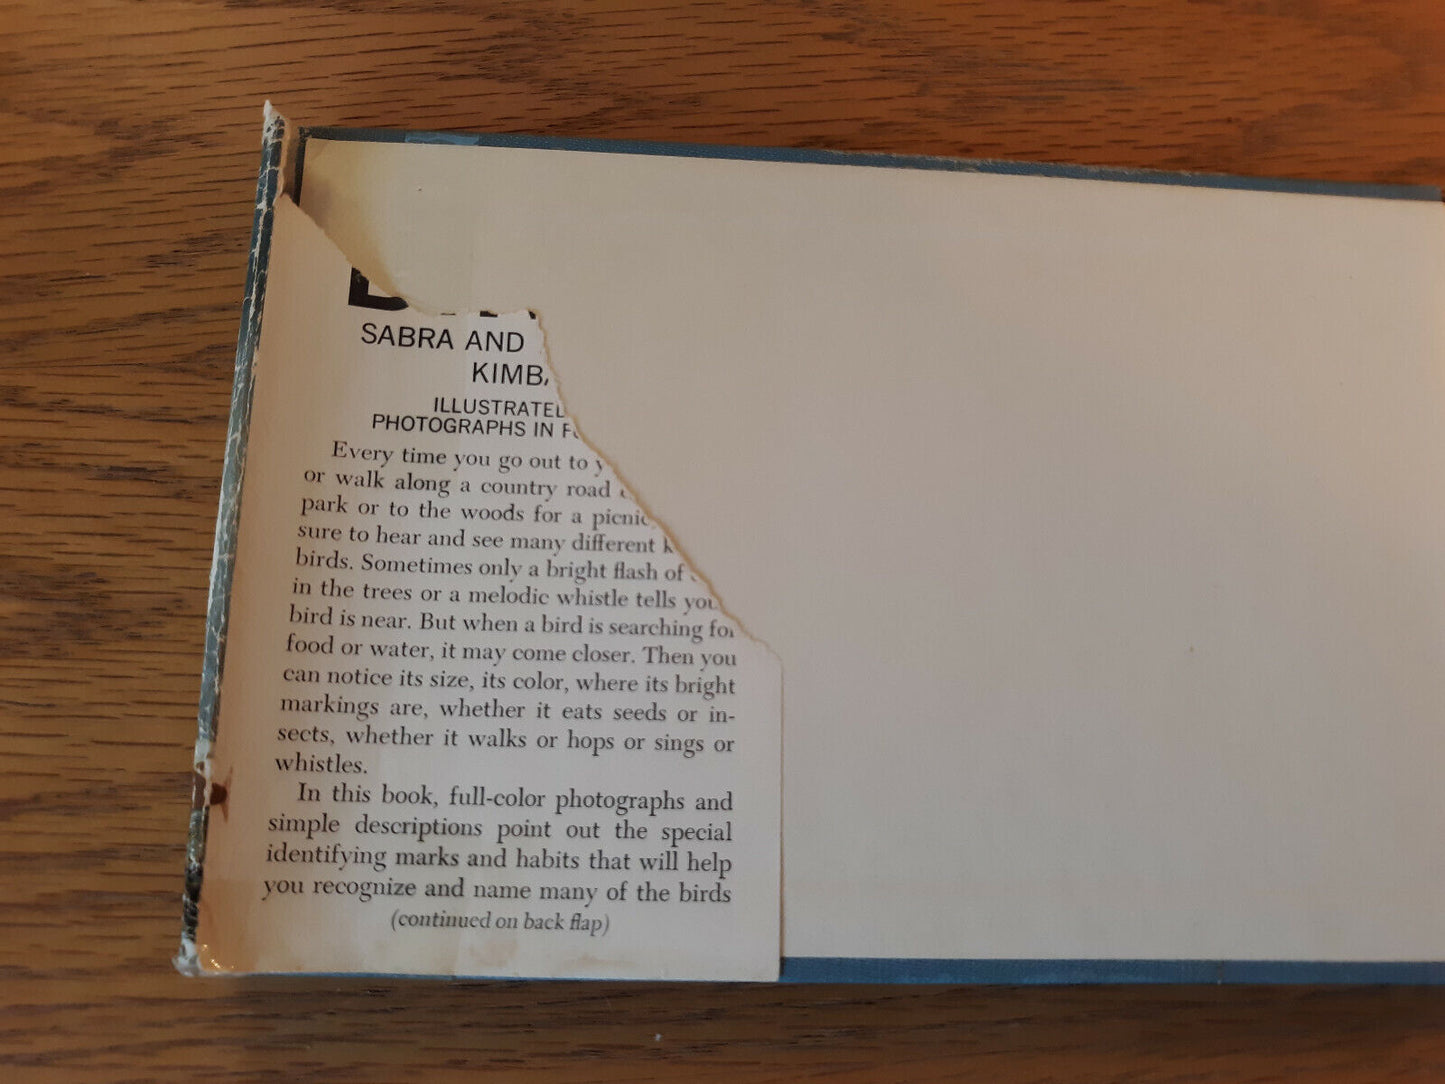 SABRA AND
KIMB
ILLUSTRATED
PHOTOGRAPHS IN
Every time you go out to
or walk along a country road
park or to the woods for a picnic
sure to hear and see many different
birds. Sometimes only a bright flash of
in the trees or a melodic whistle tells you
bird is near. But when a bird is searching for
food or water, it may come closer. Then you
can notice its size, its color, where its bright
markings are, whether it eats seeds or in-
sects, whether it walks or hops or sings or
whistles.
In this book, full-color photographs and
simple descriptions point out the special
identifying marks and habits that will help
you recognize and name many of the birds
(continued on back flap)